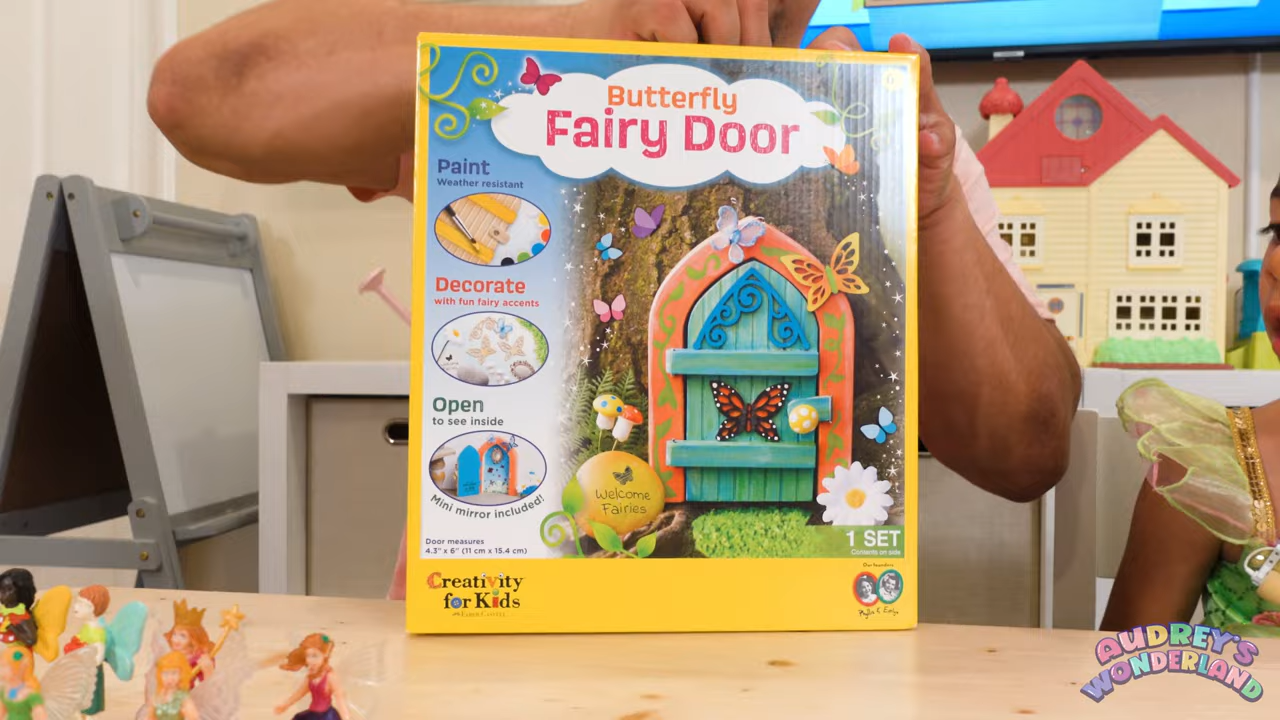 Butterfly
Fairy Door
Paint
Weather resistant
Decorate
with fun fairy accents
Open
to see inside
Mini mirror included!
Door measures
4.3" x 6" (11 cm x 15.4 cm)
Welcome
Fairies
1 SET
Contents on side
Creativity
for Kids
Our founders
AUDREY'S
WONDERLAND